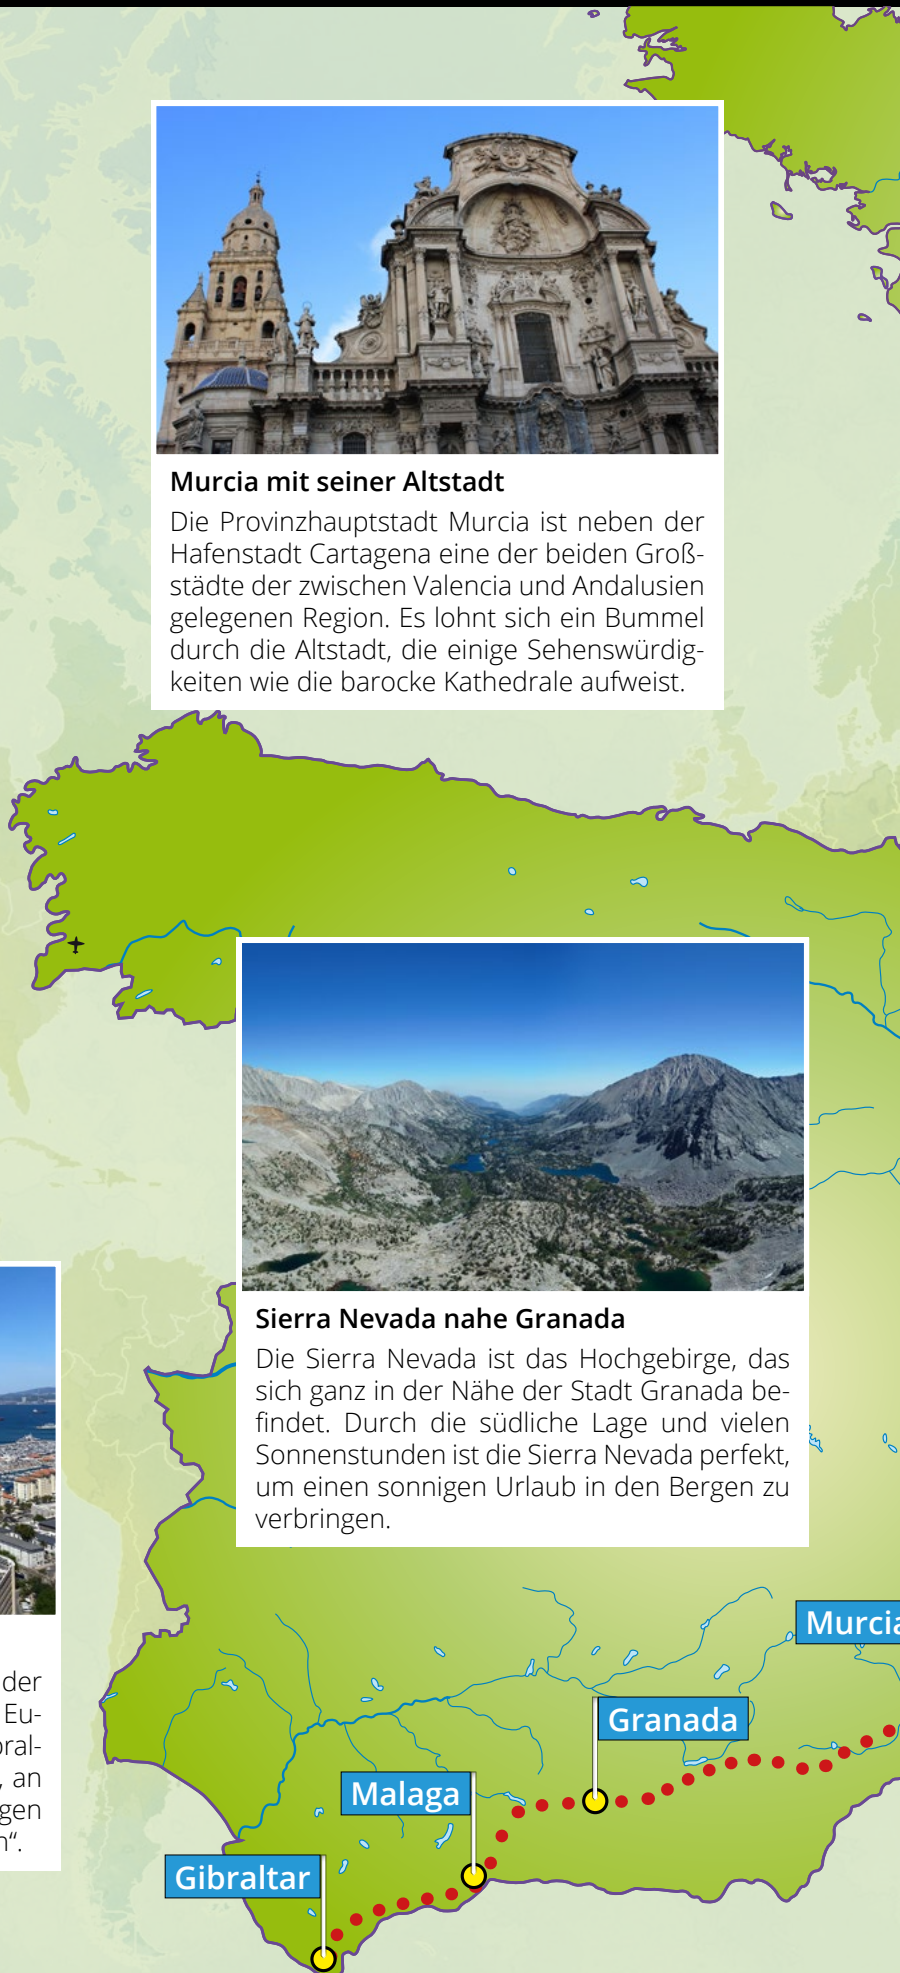 Murcia mit seiner Altstadt
Die Provinzhauptstadt Murcia ist neben der
Hafenstadt Cartagena eine der beiden Groß-
städte der zwischen Valencia und Andalusien
gelegenen Region. Es lohnt sich ein Bummel
durch die Altstadt, die einige Sehenswürdig-
keiten wie die barocke Kathedrale aufweist.
Sierra Nevada nahe Granada
Die Sierra Nevada ist das Hochgebirge, das
sich ganz in der Nähe der Stadt Granada be-
findet. Durch die südliche Lage und vielen
Sonnenstunden ist die Sierra Nevada perfekt,
um einen sonnigen Urlaub in den Bergen zu
verbringen.
der
Eu-
, an
“.
Murcia
Granada
Malaga
Gibraltar